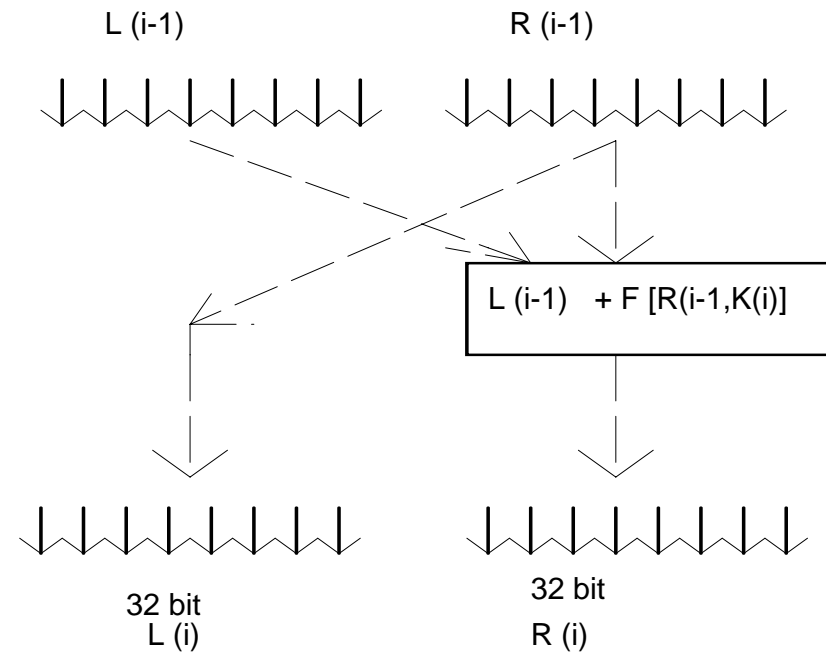 L (i-1)
R (i-1)
L (i-1) + F [R(i-1,K(i)]
32 bit
L (i)
32 bit
R (i)